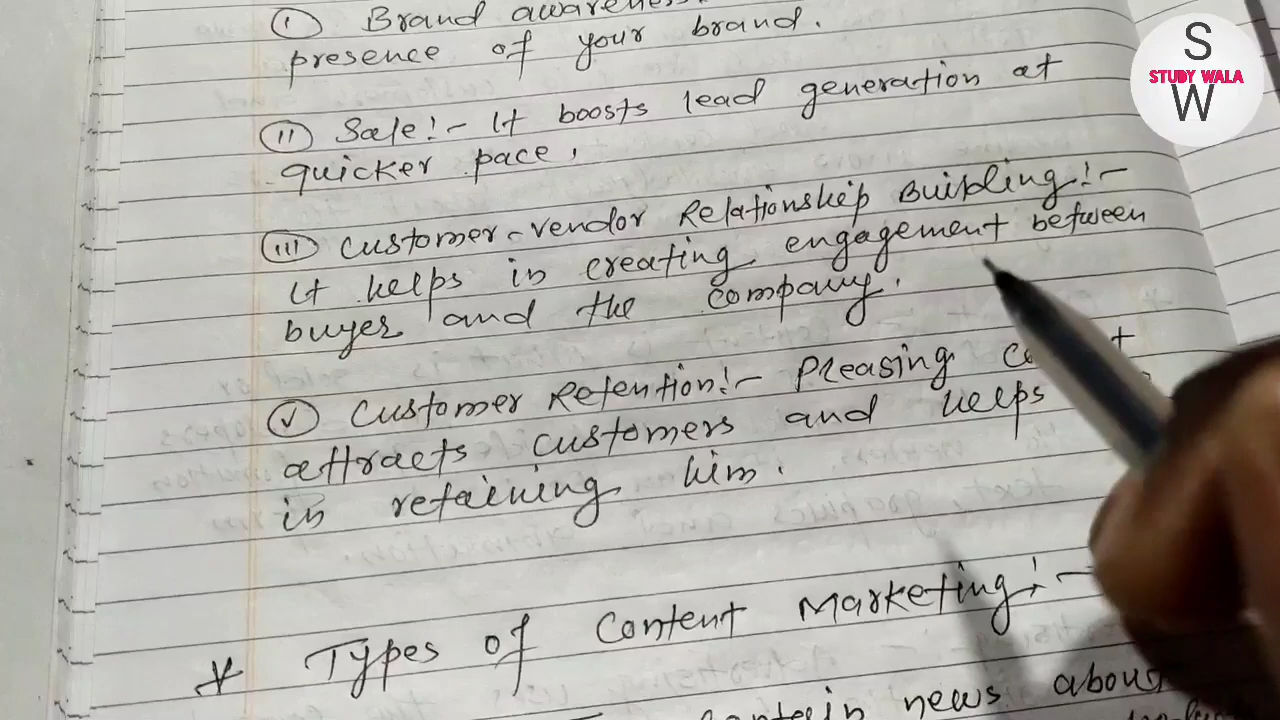 S
STUDY WALA
W
(I) Brand awareness
presence of your brand.
(II) Sale:- It boosts lead generation at
quicker pace,
(III) Customer-vendor Relationship Building:-
It helps in creating engagement between
buyer and the company.
(V) Customer Retention:- Pleasing
attracts customers and helps
in retaining him.
* Types of Content Marketing:-
news about